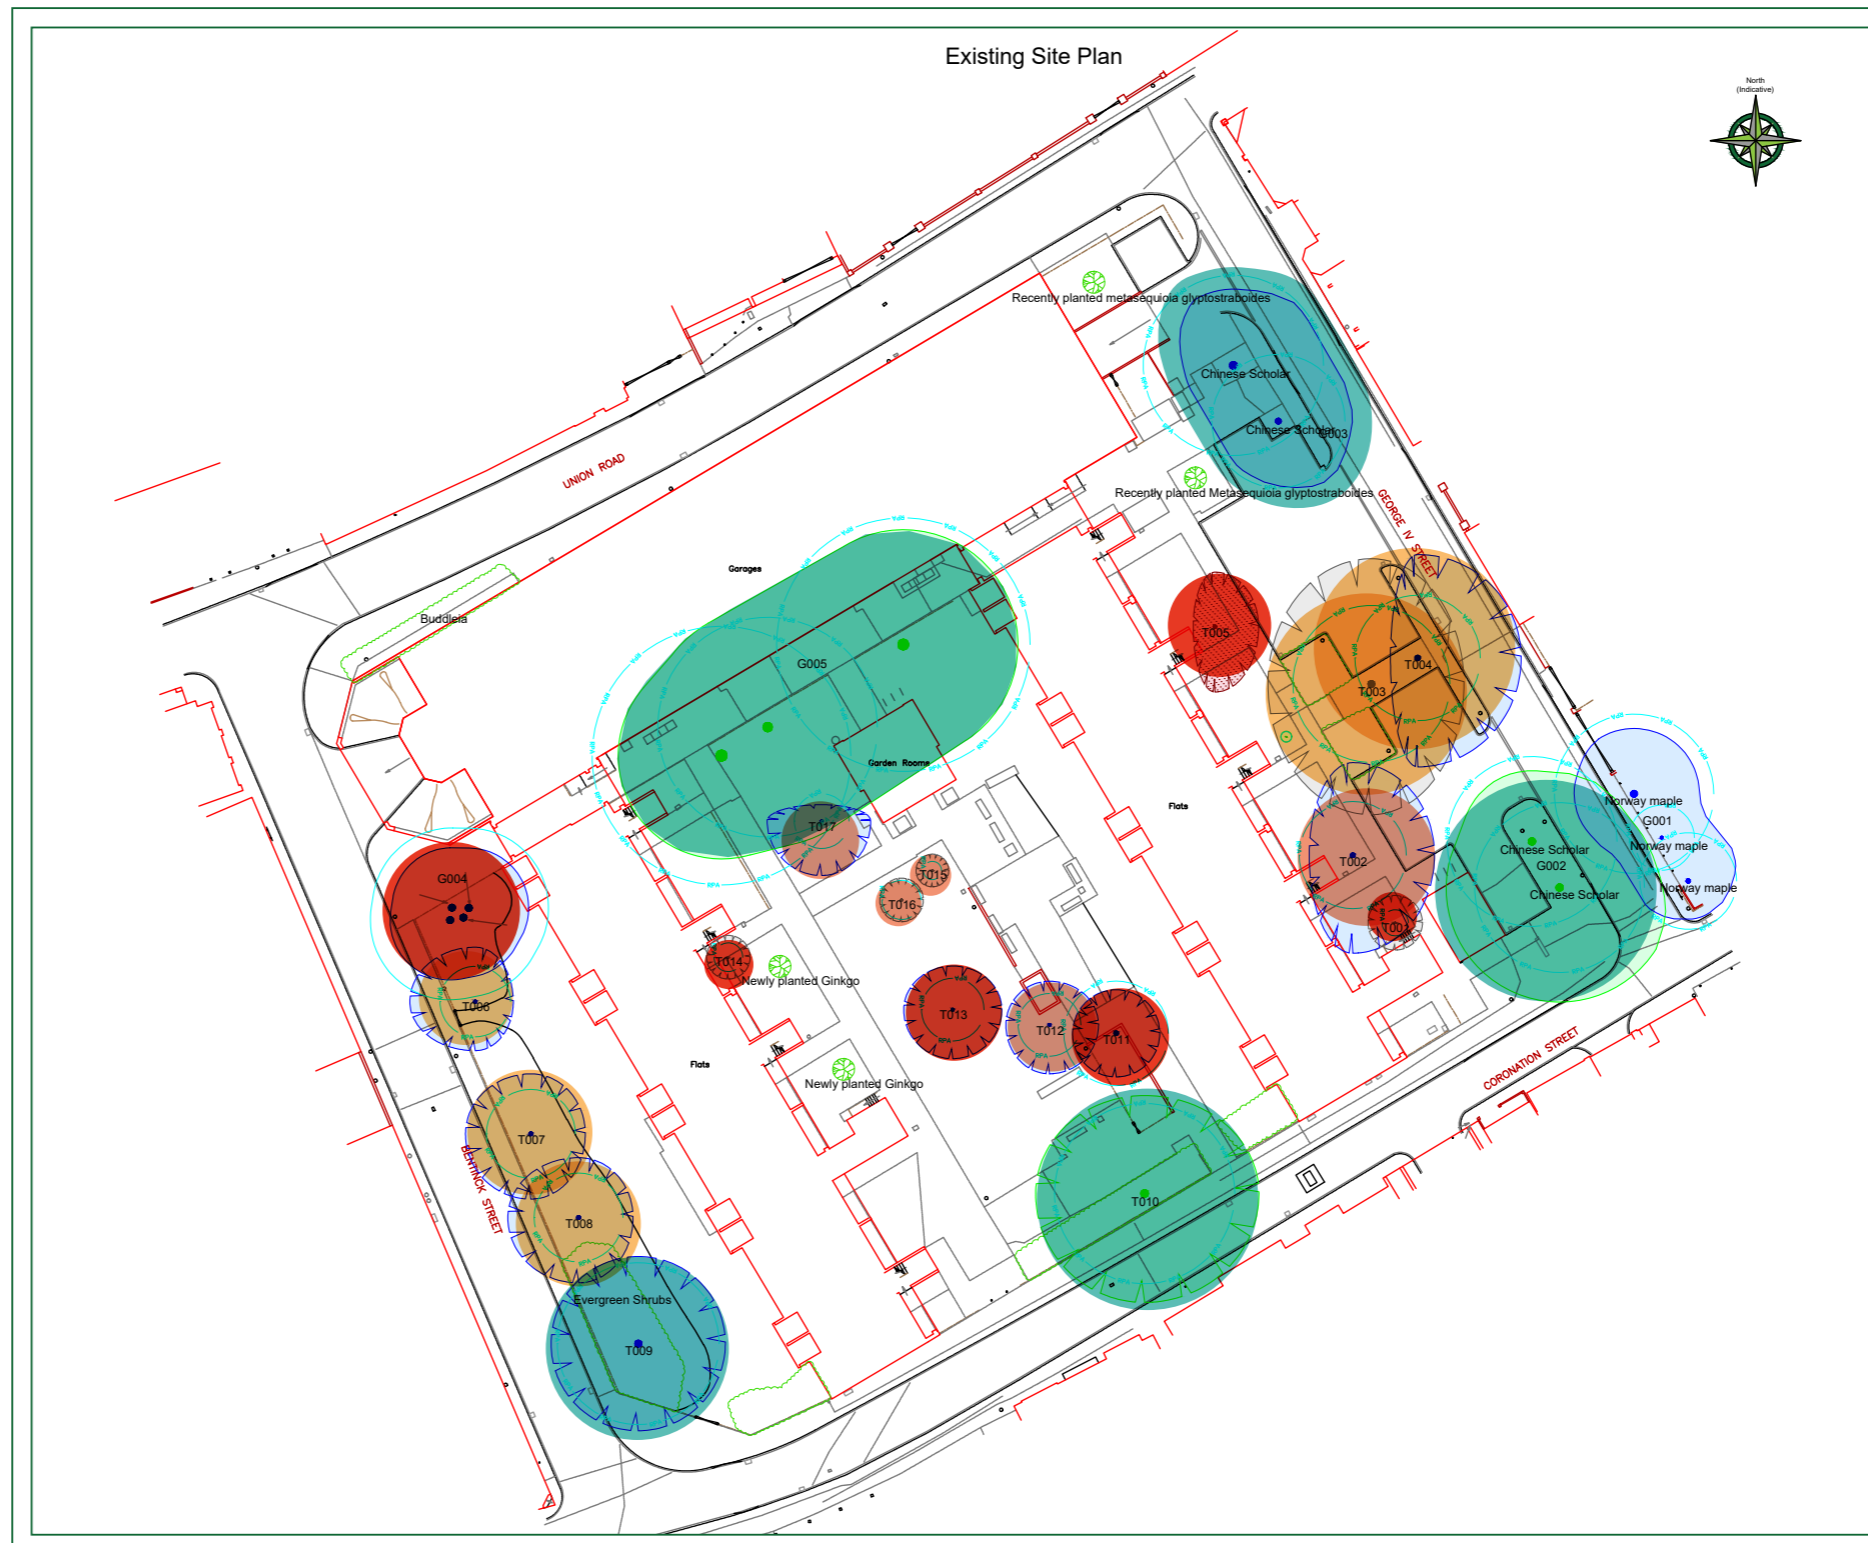 Existing Site Plan
North
(Indicative)
Recently planted metasequioia glyptostraboides
Chinese Scholar
Chinese Scholar
G003
UNION ROAD
Recently planted Metasequioia glyptostraboides
GEORGE IV STREET
Garages
Buddleia
T005
G005
T004
T003
Garden Rooms
Norway maple
Flats
G001
T017
Norway maple
Chinese Scholar
T002
G002
G004
T015
Norway maple
Chinese Scholar
T016
T014
Newly planted Ginkgo
T006
T013
T012
T011
Flats
CORONATION STREET
Newly planted Ginkgo
T007
BENTINCK STREET
T010
T008
Evergreen Shrubs
T009